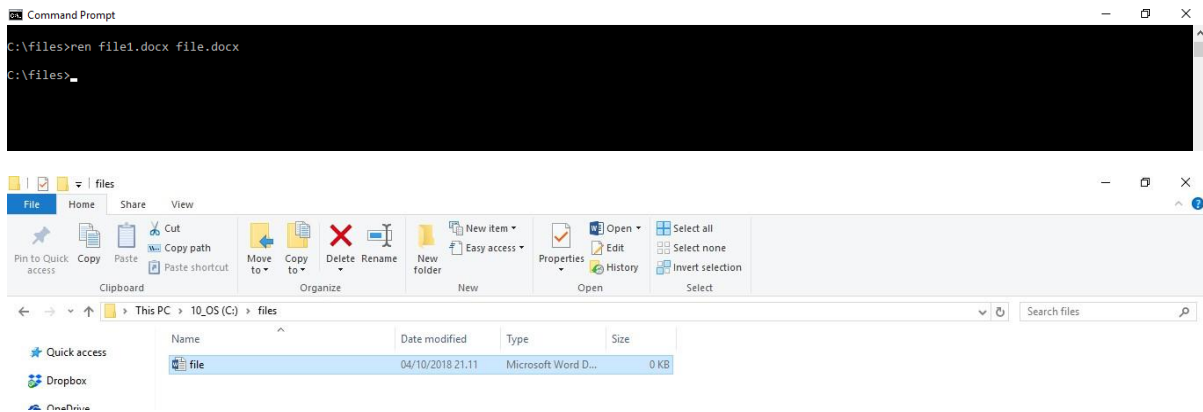 Command Prompt
C:\files>ren file1.docx file.docx
C:\files>
files
File Home Share View
Pin to Quick access
Copy
Paste
Cut
Copy path
Paste shortcut
Clipboard
Move to
Copy to
Delete
Rename
Organize
New folder
New item
Easy access
New
Properties
Open
Edit
History
Open
Select all
Select none
Invert selection
Select
This PC > 10_OS (C:) > files
Search files
Name Date modified Type Size
Quick access
file 04/10/2018 21.11 Microsoft Word D... 0 KB
Dropbox
OneDrive